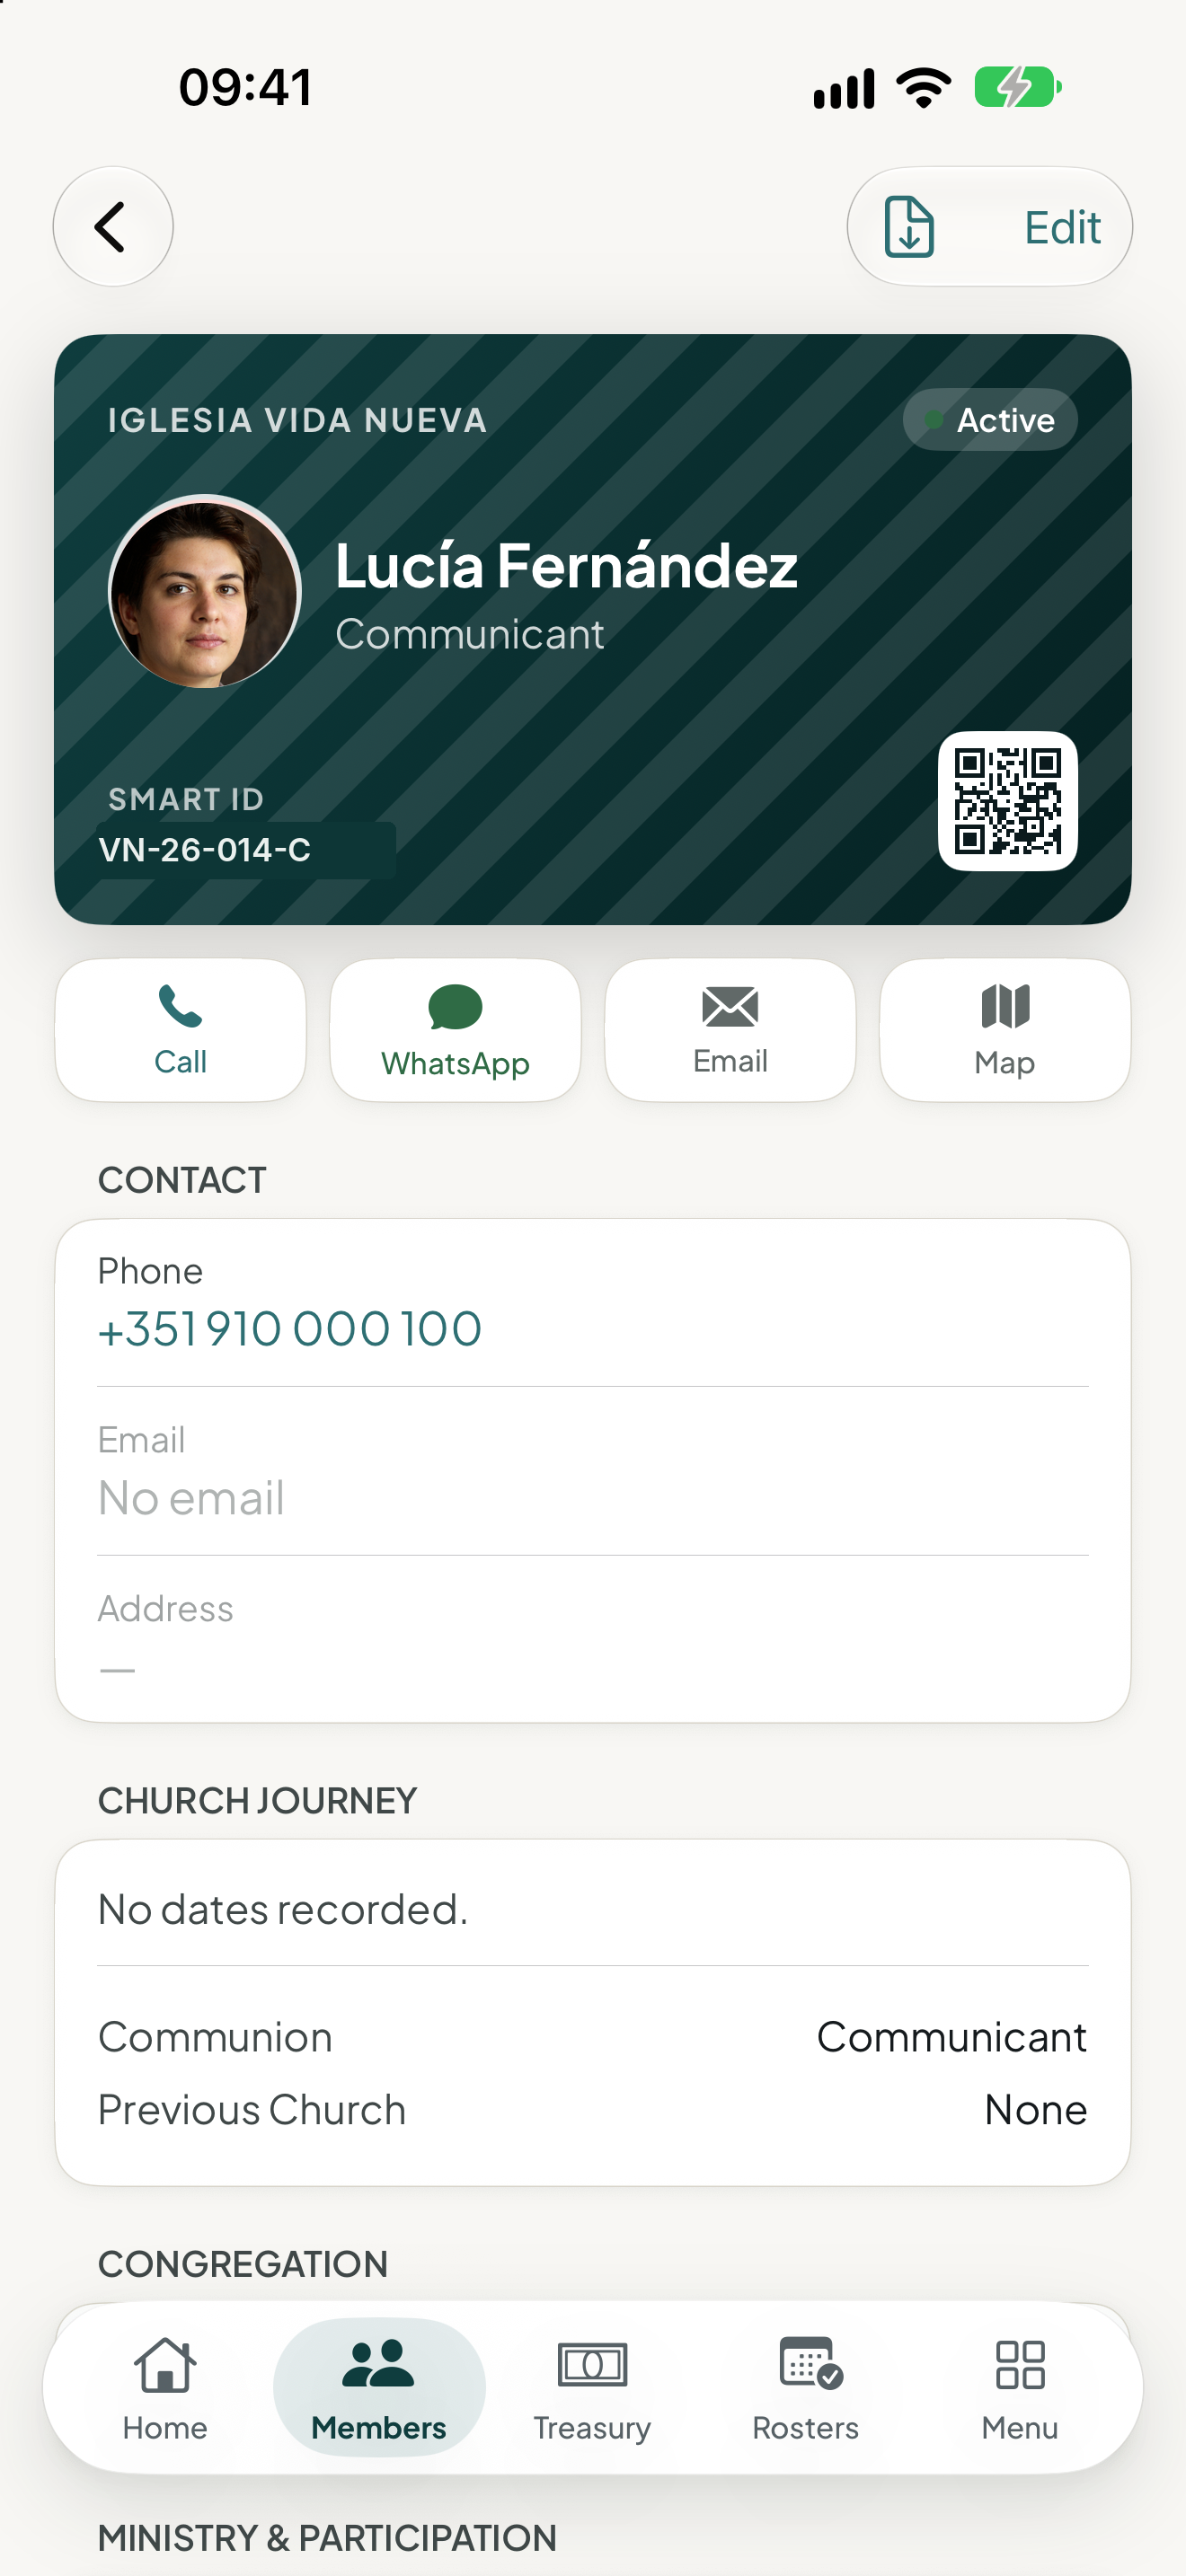 09:41
Edit
IGLESIA VIDA NUEVA
Active
Lucía Fernández
Communicant
SMART ID
VN-26-014-C
Call
WhatsApp
Email
Map
CONTACT
Phone
+351 910 000 100
Email
No email
Address
—
CHURCH JOURNEY
No dates recorded.
Communion Communicant
Previous Church None
CONGREGATION
Home
Members
Treasury
Rosters
Menu
MINISTRY & PARTICIPATION